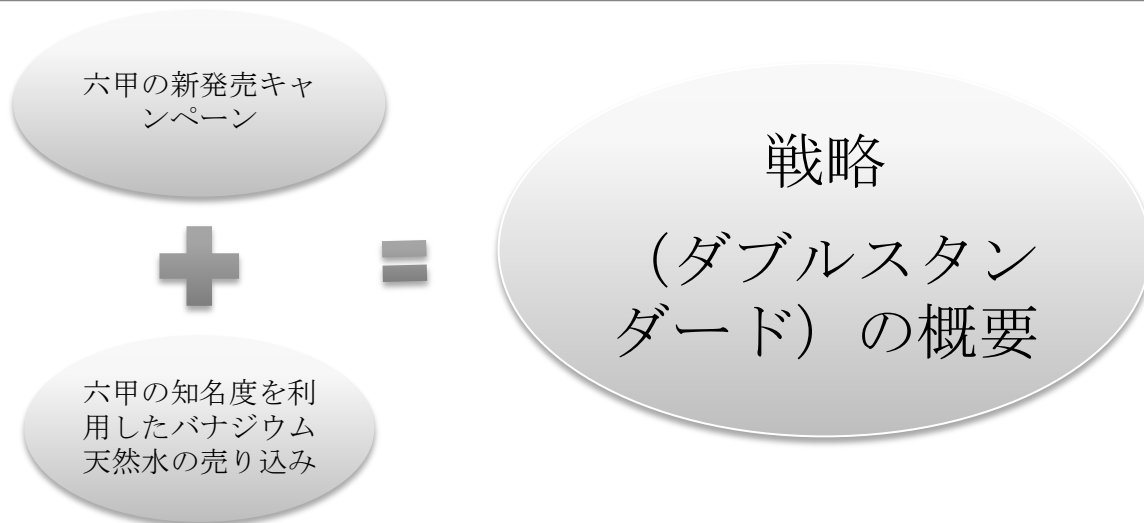 六甲の新発売キャ
ンペーン
六甲の知名度を利
用したバナジウム
天然水の売り込み
戦略
（ダブルスタン
ダード）の概要